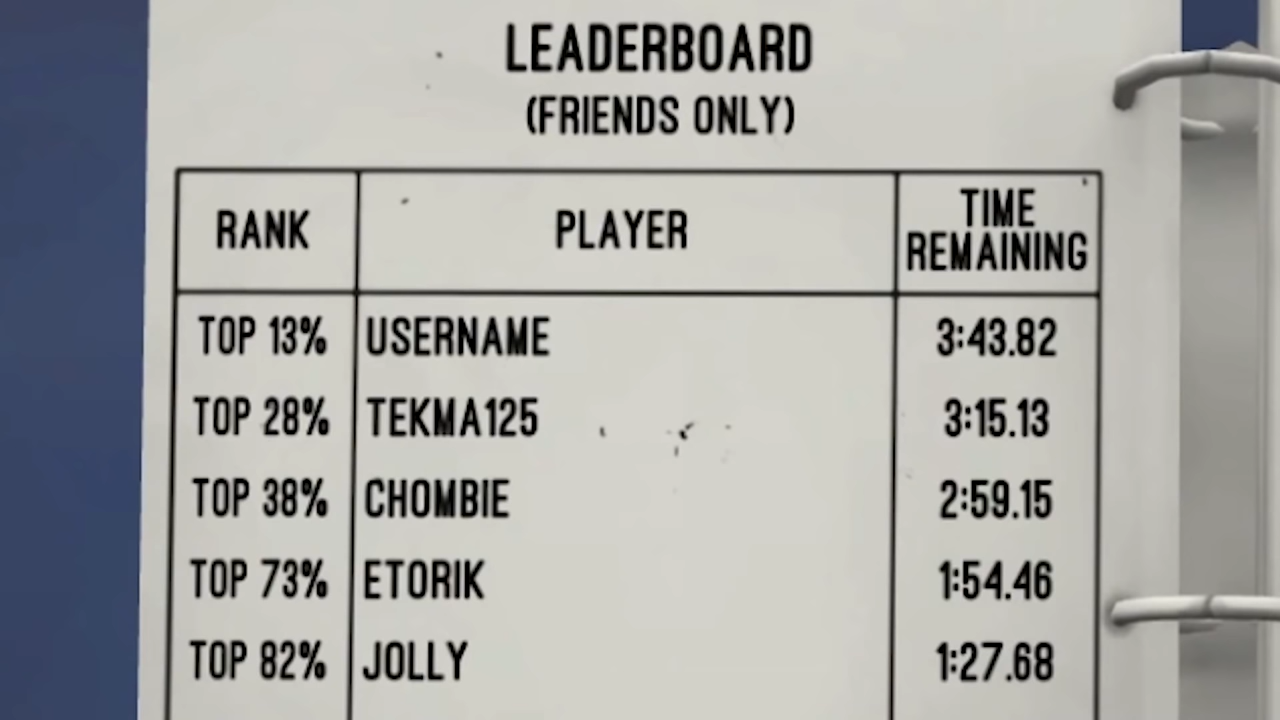 LEADERBOARD
(FRIENDS ONLY)
RANK PLAYER TIME REMAINING
TOP 13% USERNAME 3:43.82
TOP 28% TEKMA125 3:15.13
TOP 38% CHOMBIE 2:59.15
TOP 73% ETORIK 1:54.46
TOP 82% JOLLY 1:27.68